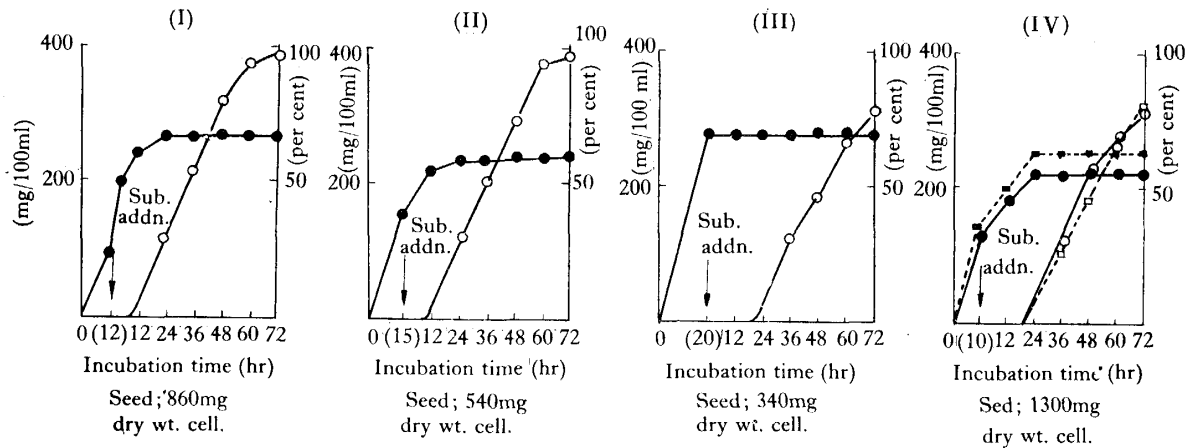 (I)
400
(mg/100ml)
200
100
50
(per cent)
Sub.
addn.
0 (12) 12 24 36 48 60 72
Incubation time (hr)
Seed; 860mg
dry wt. cell.
(II)
400
(mg/100ml)
200
100
50
(per cent)
Sub.
addn.
0 (15) 12 24 36 48 60 72
Incubation time (hr)
Seed; 540mg
dry wt. cell.
(III)
400
(mg/100 ml)
200
100
50
(per cent)
Sub.
addn.
0 (20) 12 24 36 48 60 72
Incubation time (hr)
Seed; 340mg
dry wt. cell.
(IV)
400
(mg/100ml)
200
100
50
(per cent)
Sub.
addn.
0 (10) 12 24 36 48 60 72
Incubation time (hr)
Sed; 1300mg
dry wt. cell.